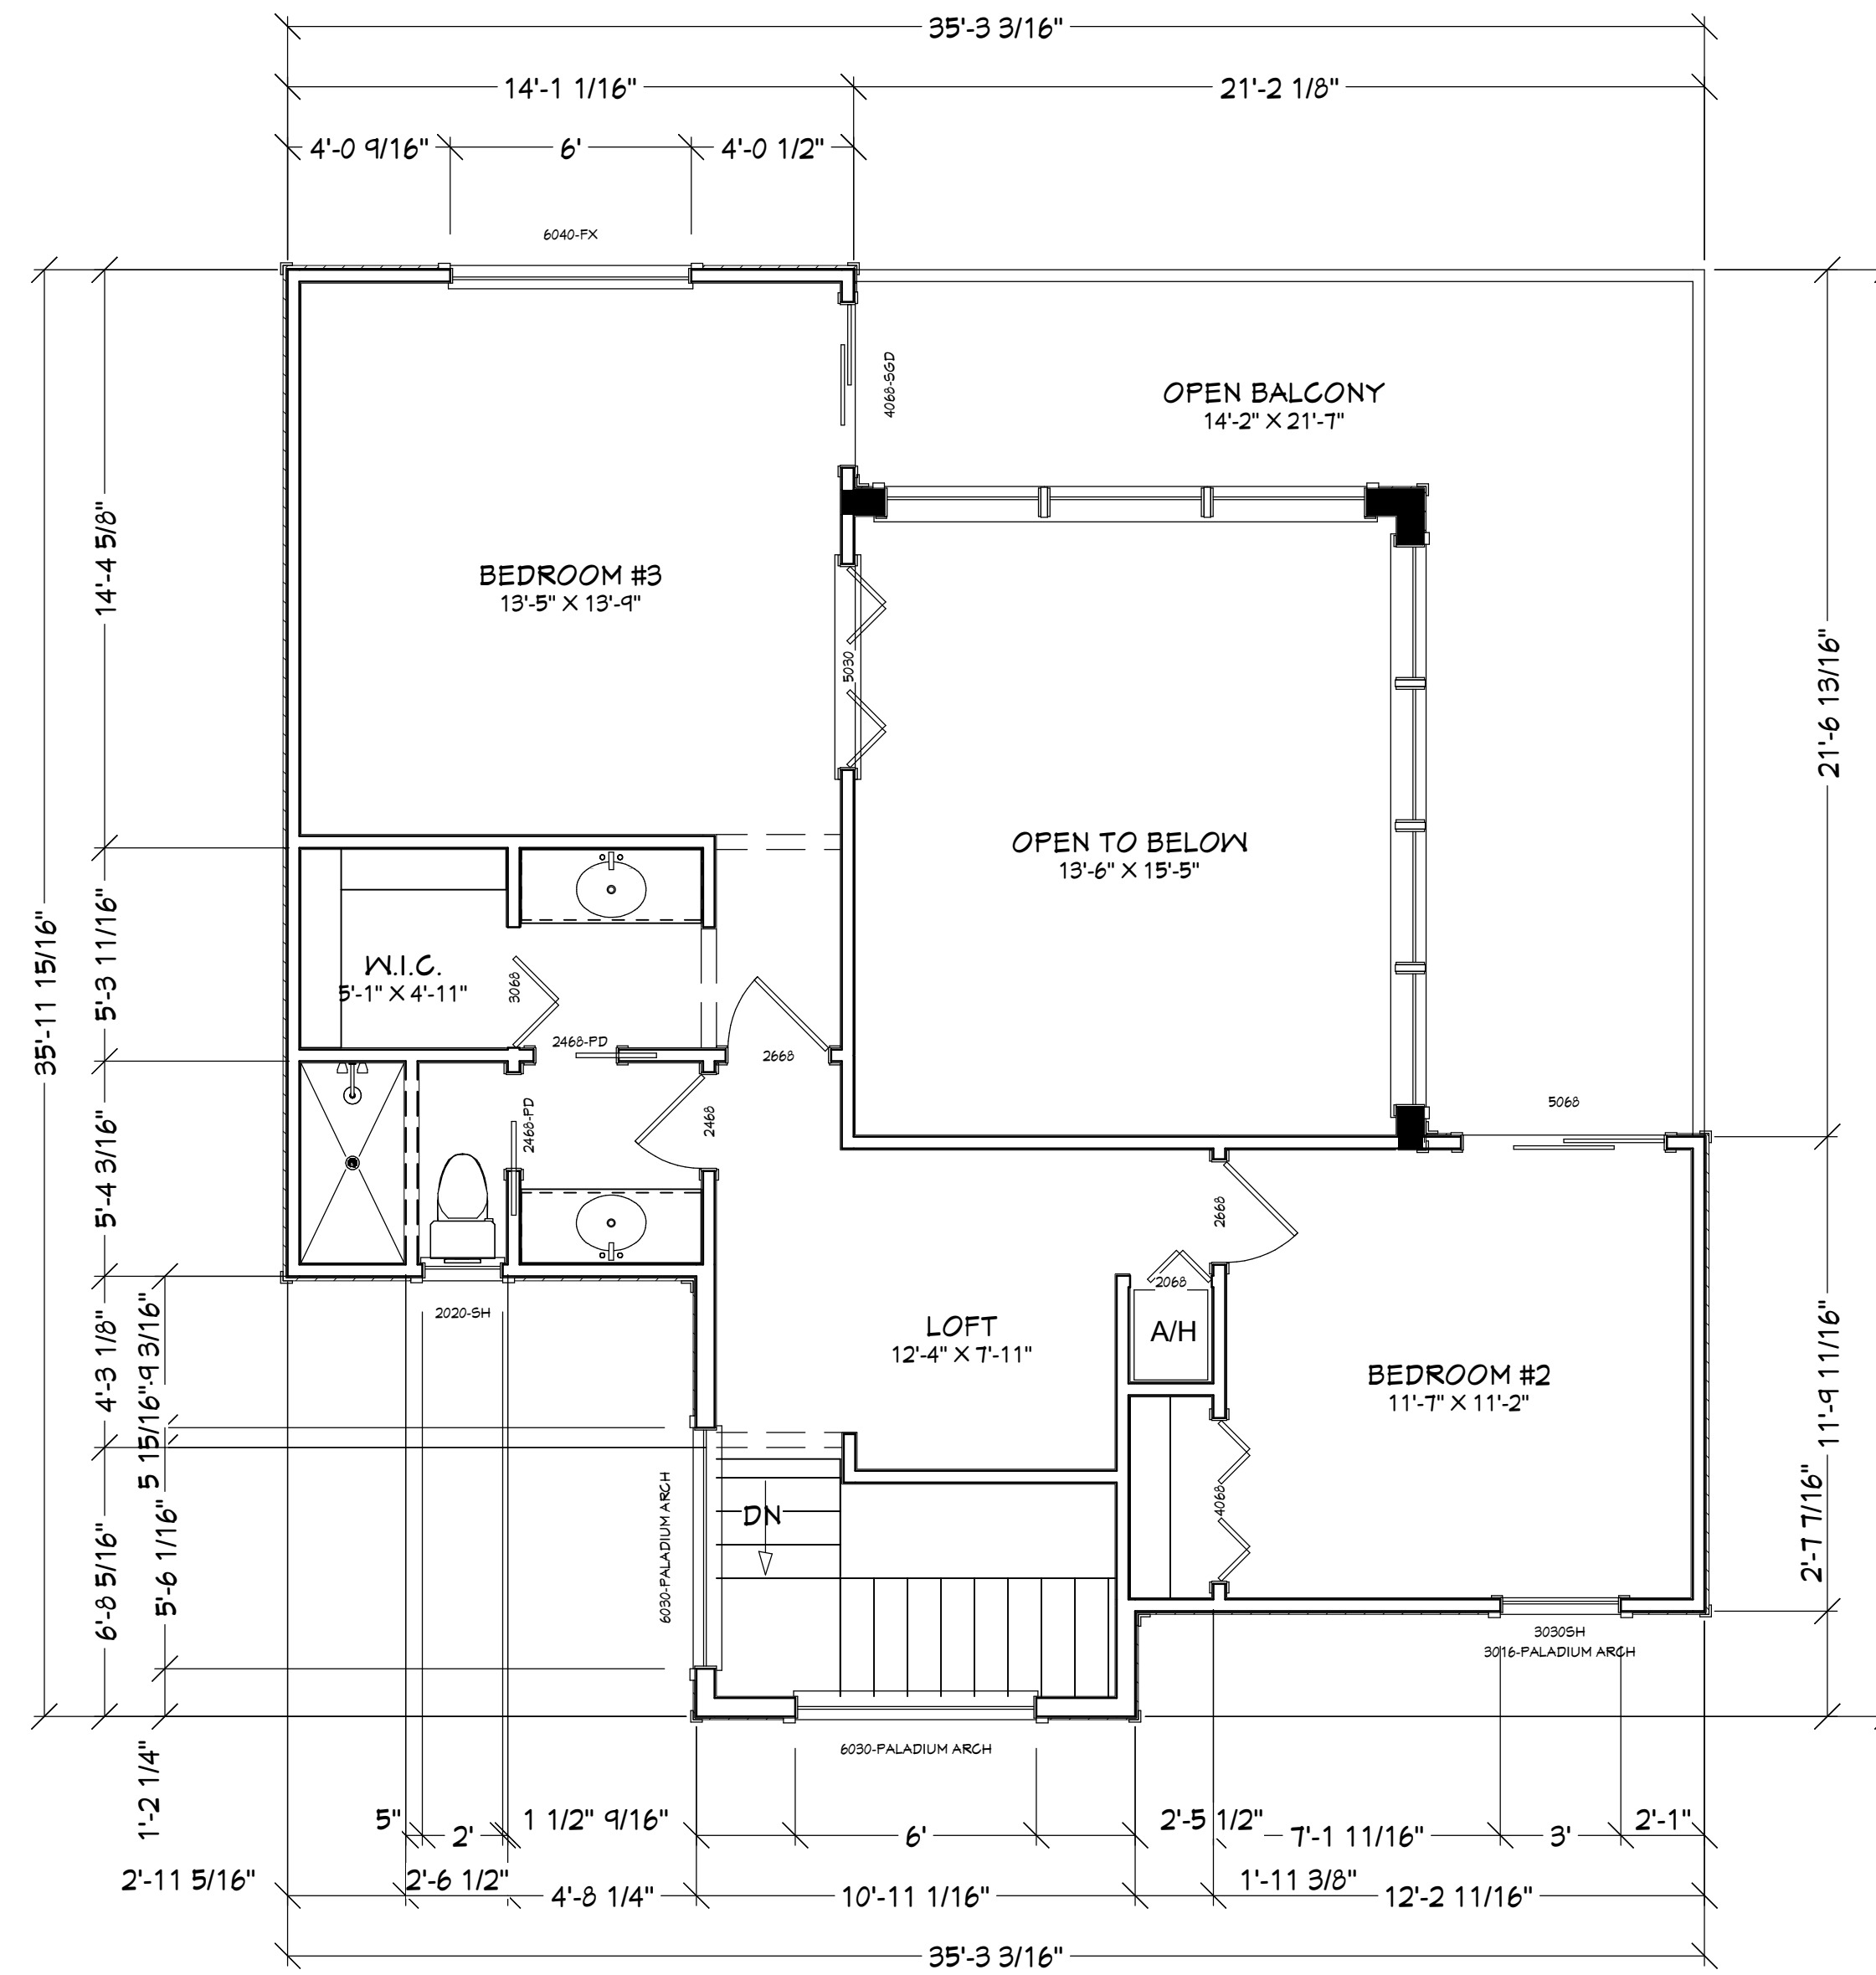 35'-3 3/16"
14'-1 1/16"
21'-2 1/8"
4'-0 9/16"
6'
4'-0 1/2"
6040-FX
4068-SGD
OPEN BALCONY
14'-2" X 21'-7"
14'-4 5/8"
BEDROOM #3
13'-5" X 13'-9"
5030
21'-6 13/16"
OPEN TO BELOW
13'-6" X 15'-5"
35'-11 15/16"
5'-3 11/16"
W.I.C.
5'-1" X 4'-11"
3068
2468-PD
2668
5'-4 3/16"
2468-PD
2468
5068
2668
2068
2020-SH
4'-3 1/8"
9 3/16"
LOFT
12'-4" X 7'-11"
A/H
BEDROOM #2
11'-7" X 11'-2"
11'-9 11/16"
5 15/16"
4068
DN
6030-PALADIUM ARCH
6'-8 5/16"
5'-6 1/16"
2'-7 7/16"
3030SH
3016-PALADIUM ARCH
6030-PALADIUM ARCH
1'-2 1/4"
5"
2'
1 1/2"
9/16"
6'
2'-5 1/2"
7'-1 11/16"
3'
2'-1"
2'-11 5/16"
2'-6 1/2"
4'-8 1/4"
10'-11 1/16"
1'-11 3/8"
12'-2 11/16"
35'-3 3/16"